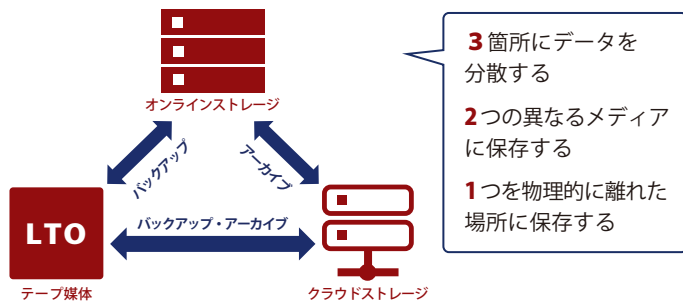 オンラインストレージ
バックアップ
アーカイブ
LTO
バックアップ・アーカイブ
テープ媒体
クラウドストレージ
3箇所にデータを
分散する
2つの異なるメディア
に保存する
1つを物理的に離れた
場所に保存する